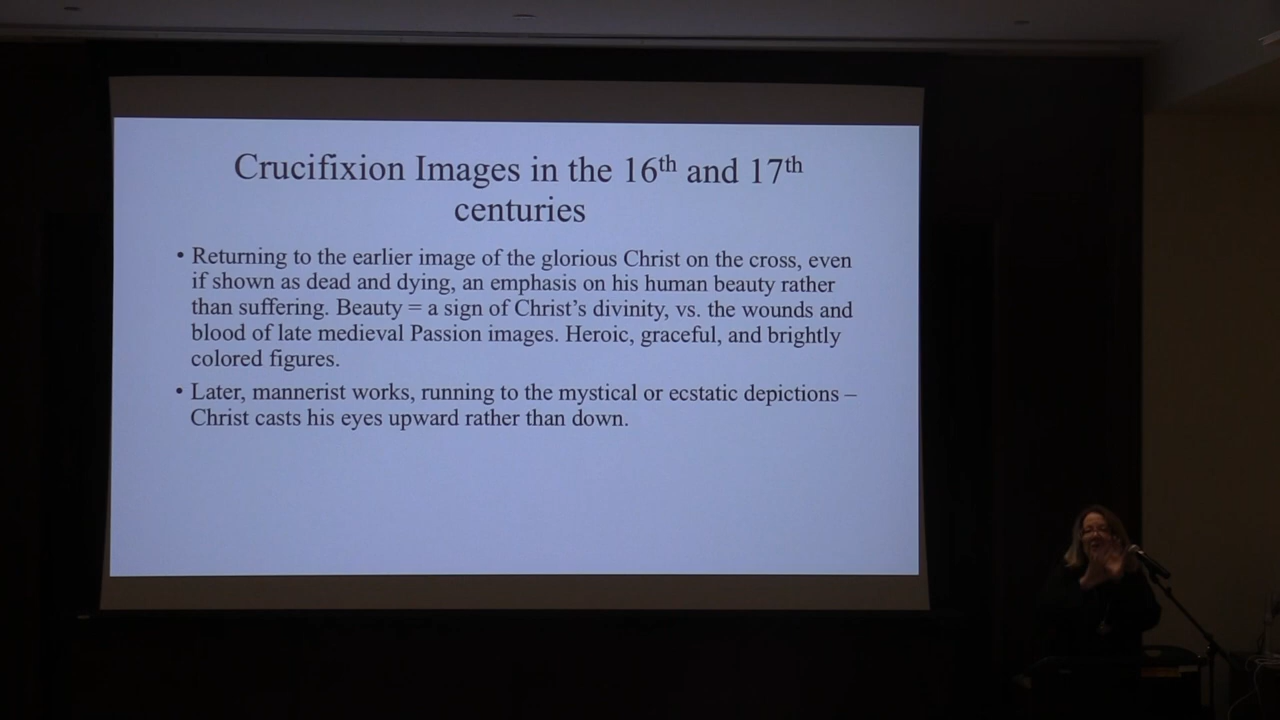 Crucifixion Images in the 16th and 17th
centuries
• Returning to the earlier image of the glorious Christ on the cross, even
if shown as dead and dying, an emphasis on his human beauty rather
than suffering. Beauty = a sign of Christ's divinity, vs. the wounds and
blood of late medieval Passion images. Heroic, graceful, and brightly
colored figures.
• Later, mannerist works, running to the mystical or ecstatic depictions –
Christ casts his eyes upward rather than down.